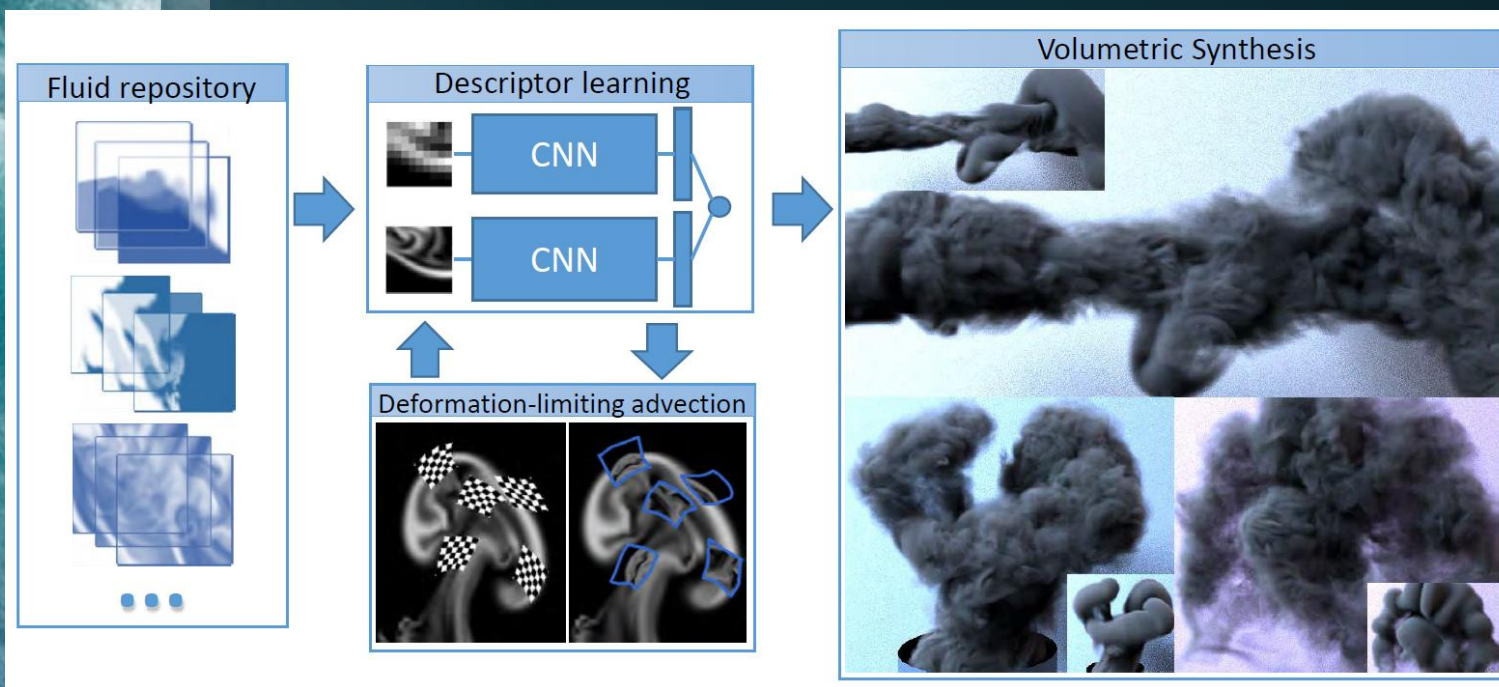 Fluid repository
Descriptor learning
CNN
CNN
Deformation-limiting advection
Volumetric Synthesis